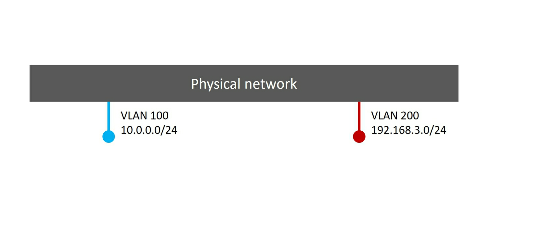 Physical network
VLAN 100
10.0.0.0/24
VLAN 200
192.168.3.0/24